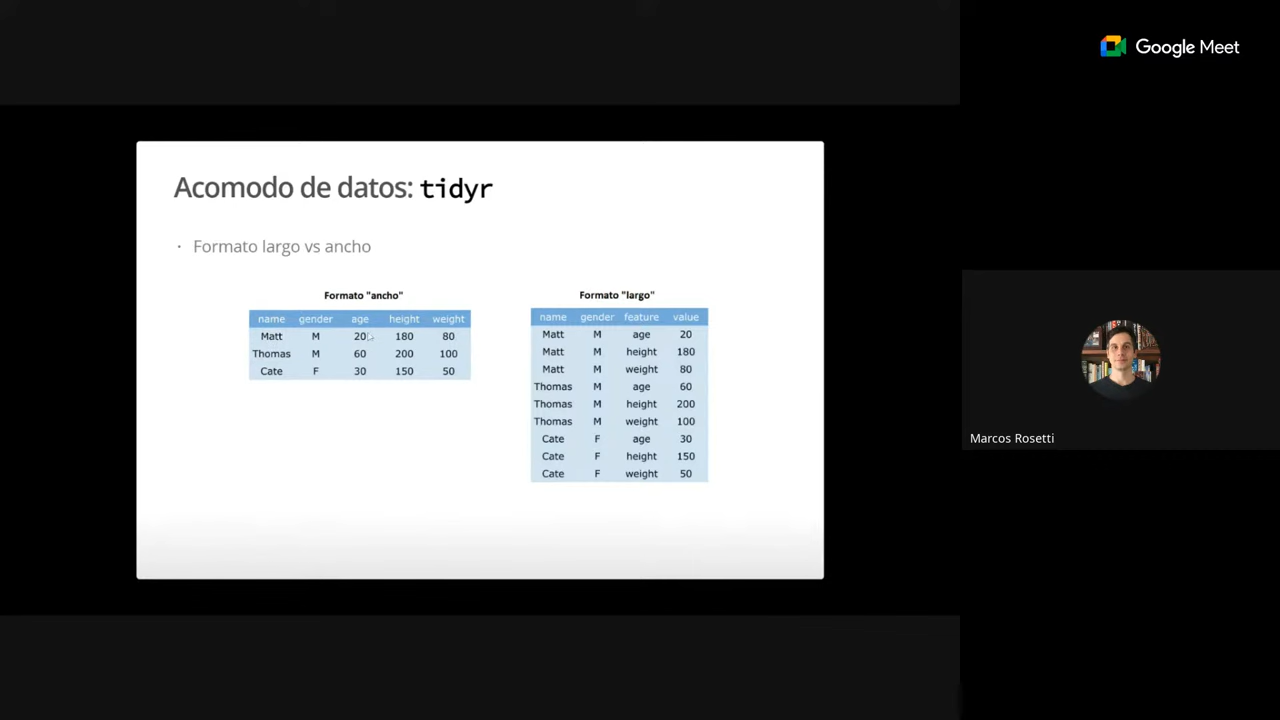 Google Meet
Acomodo de datos: tidyr
· Formato largo vs ancho
Formato "ancho"
name gender age height weight
Matt M 20 180 80
Thomas M 60 200 100
Cate F 30 150 50
Formato "largo"
name gender feature value
Matt M age 20
Matt M height 180
Matt M weight 80
Thomas M age 60
Thomas M height 200
Thomas M weight 100
Cate F age 30
Cate F height 150
Cate F weight 50
Marcos Rosetti